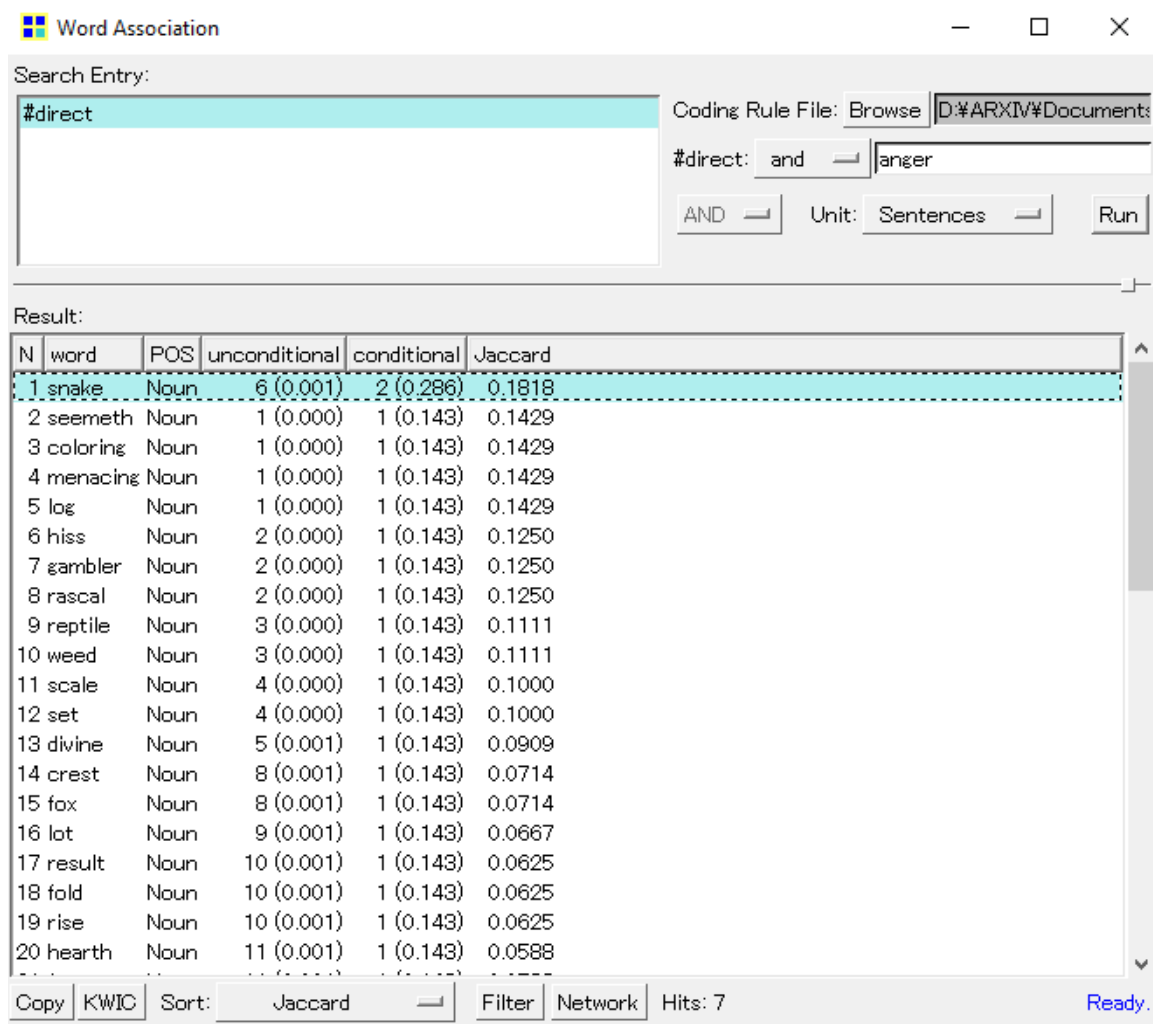 Word Association
Search Entry:
#direct
Coding Rule File: Browse D:¥ARXIV¥Documents
#direct: and anger
AND Unit: Sentences Run
Result:
N word POS unconditional conditional Jaccard
1 snake Noun 6 (0.001) 2 (0.286) 0.1818
2 seemeth Noun 1 (0.000) 1 (0.143) 0.1429
3 coloring Noun 1 (0.000) 1 (0.143) 0.1429
4 menacing Noun 1 (0.000) 1 (0.143) 0.1429
5 log Noun 1 (0.000) 1 (0.143) 0.1429
6 hiss Noun 2 (0.000) 1 (0.143) 0.1250
7 gambler Noun 2 (0.000) 1 (0.143) 0.1250
8 rascal Noun 2 (0.000) 1 (0.143) 0.1250
9 reptile Noun 3 (0.000) 1 (0.143) 0.1111
10 weed Noun 3 (0.000) 1 (0.143) 0.1111
11 scale Noun 4 (0.000) 1 (0.143) 0.1000
12 set Noun 4 (0.000) 1 (0.143) 0.1000
13 divine Noun 5 (0.001) 1 (0.143) 0.0909
14 crest Noun 8 (0.001) 1 (0.143) 0.0714
15 fox Noun 8 (0.001) 1 (0.143) 0.0714
16 lot Noun 9 (0.001) 1 (0.143) 0.0667
17 result Noun 10 (0.001) 1 (0.143) 0.0625
18 fold Noun 10 (0.001) 1 (0.143) 0.0625
19 rise Noun 10 (0.001) 1 (0.143) 0.0625
20 hearth Noun 11 (0.001) 1 (0.143) 0.0588
Copy KWIC Sort: Jaccard Filter Network Hits: 7 Ready.